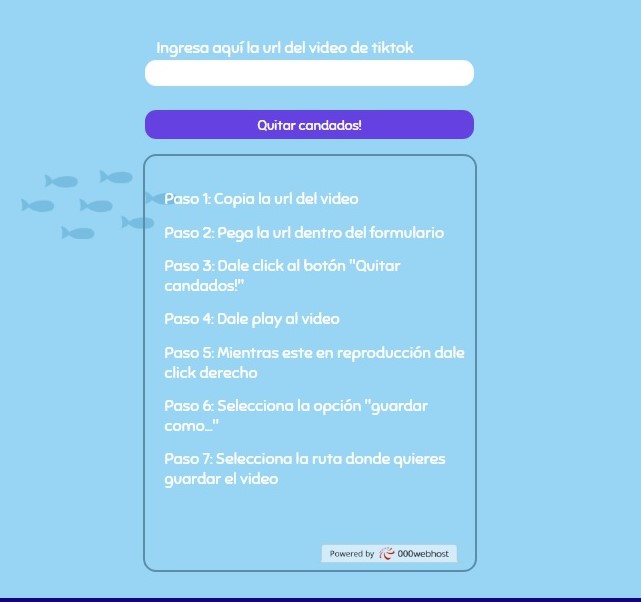 Ingresa aquí la url del video de tiktok
Quitar candados!
Paso 1: Copia la url del video
Paso 2: Pega la url dentro del formulario
Paso 3: Dale click al botón "Quitar
candados!"
Paso 4: Dale play al video
Paso 5: Mientras este en reproducción dale
click derecho
Paso 6: Selecciona la opción "guardar
como..."
Paso 7: Selecciona la ruta donde quieres
guardar el video
Powered by 000webhost